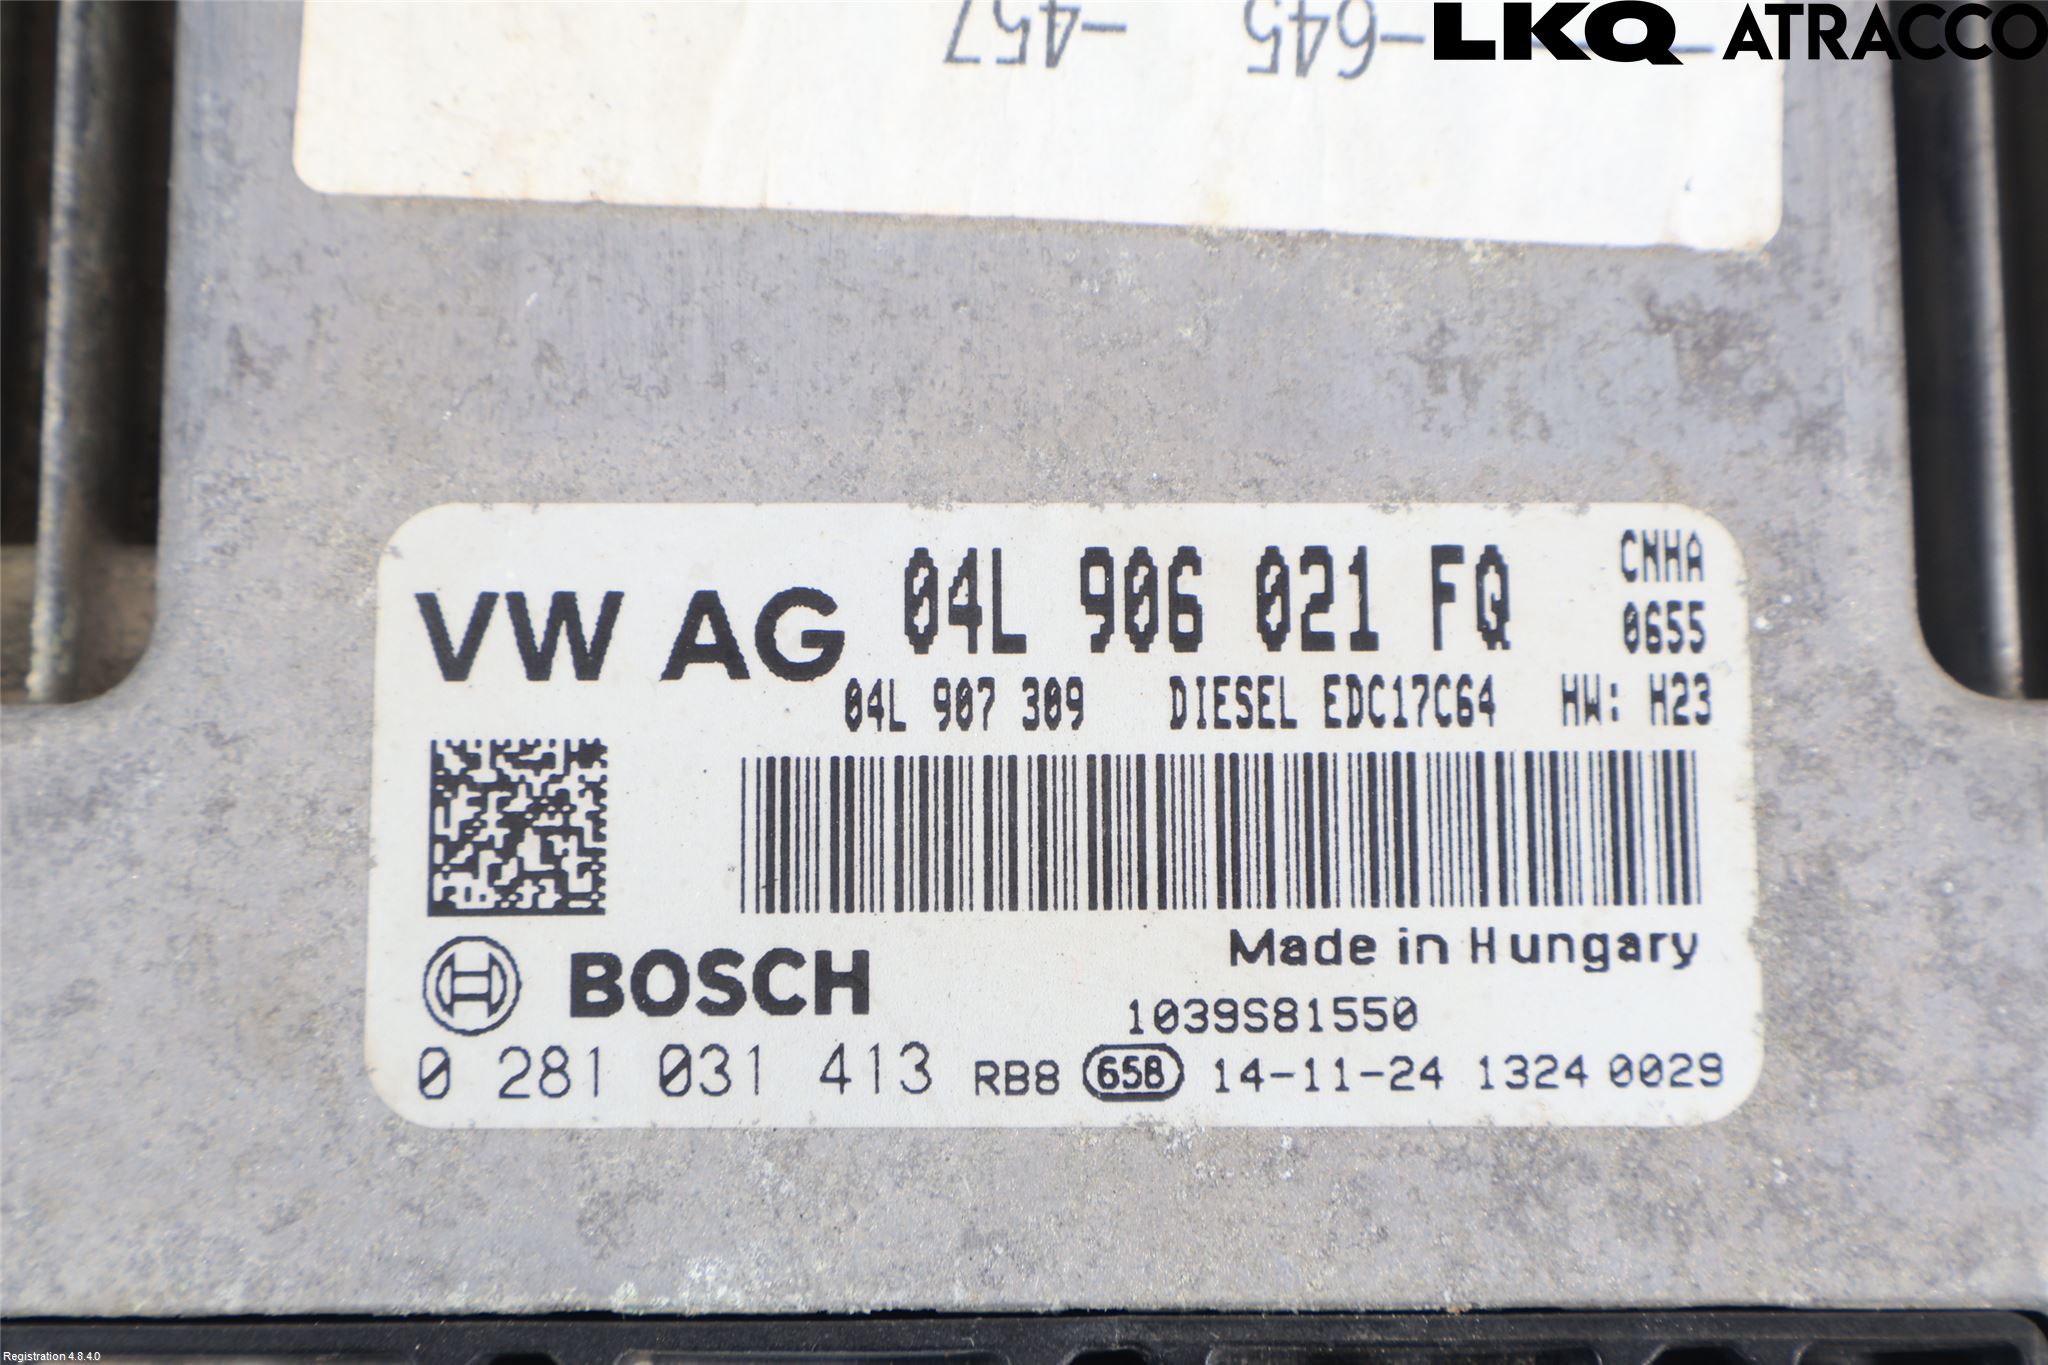 LKQ ATRACCO
-457 -645-
VW AG 04L 906 021 FQ CNHA
0655
04L 907 309 DIESEL EDC17C64 HW: H23
Made in Hungary
BOSCH
1039S81550
0 281 031 413 RB8 658 14-11-24 1324 0029
Registration 4.8.4.0